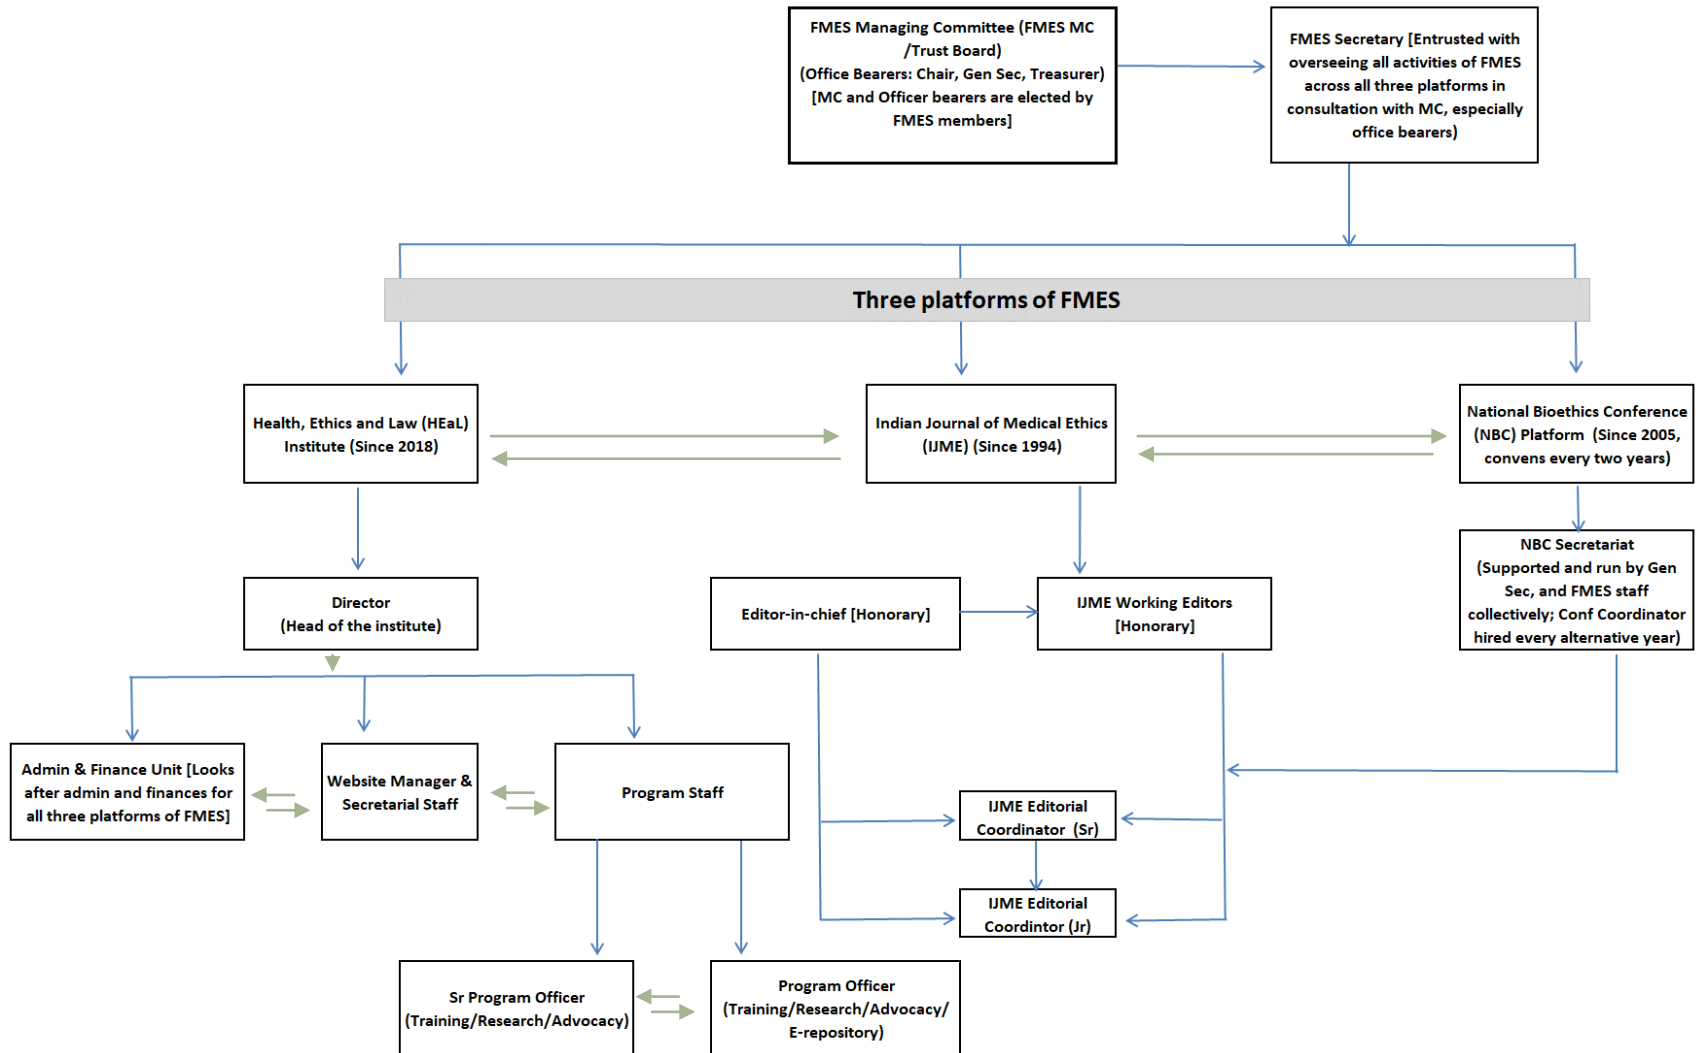 FMES Managing Committee (FMES MC
/Trust Board)
(Office Bearers: Chair, Gen Sec, Treasurer)
[MC and Officer bearers are elected by
FMES members]
FMES Secretary [Entrusted with
overseeing all activities of FMES
across all three platforms in
consultation with MC, especially
office bearers)
Three platforms of FMES
Health, Ethics and Law (HEaL)
Institute (Since 2018)
Indian Journal of Medical Ethics
(IJME) (Since 1994)
National Bioethics Conference
(NBC) Platform (Since 2005,
convens every two years)
Director
(Head of the institute)
Editor-in-chief [Honorary]
IJME Working Editors
[Honorary]
NBC Secretariat
(Supported and run by Gen
Sec, and FMES staff
collectively; Conf Coordinator
hired every alternative year)
Admin & Finance Unit [Looks
after admin and finances for
all three platforms of FMES]
Website Manager &
Secretarial Staff
Program Staff
IJME Editorial
Coordinator (Sr)
IJME Editorial
Coordintor (Jr)
Sr Program Officer
(Training/Research/Advocacy)
Program Officer
(Training/Research/Advocacy/
E-repository)